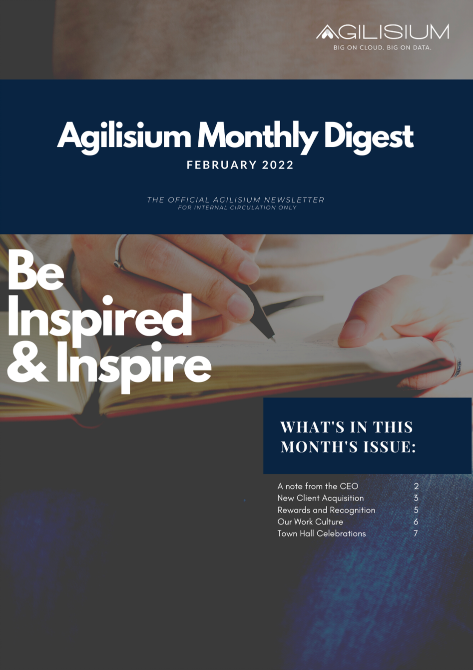 AGILISIUM
BIG ON CLOUD. BIG ON DATA.
Agilisium Monthly Digest
FEBRUARY 2022
THE OFFICIAL AGILISIUM NEWSLETTER
FOR INTERNAL CIRCULATION ONLY
Be
Inspired
& Inspire
WHAT'S IN THIS
MONTH'S ISSUE:
A note from the CEO 2
New Client Acquisition 3
Rewards and Recognition 5
Our Work Culture 6
Town Hall Celebrations 7